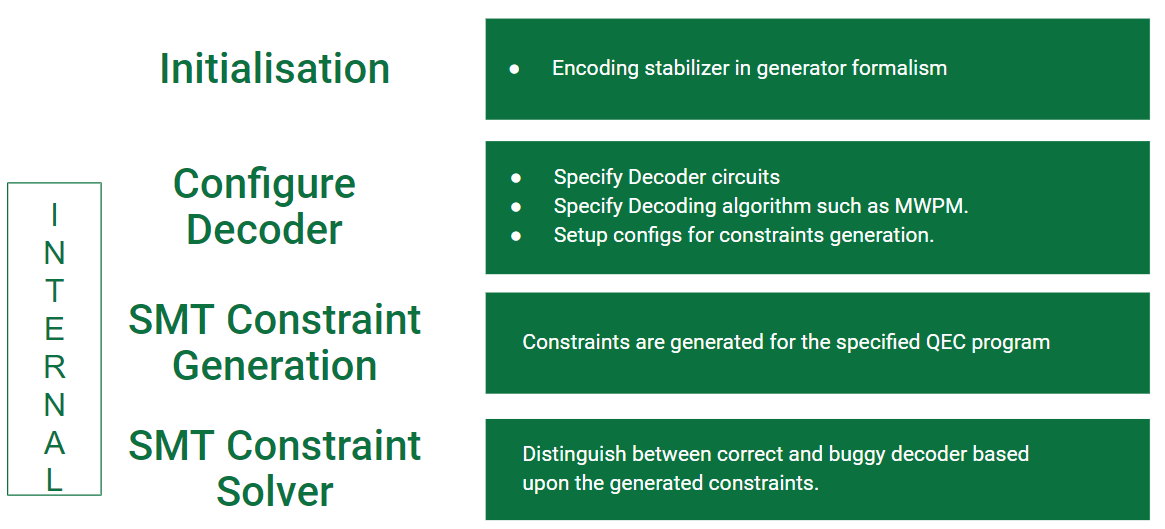 Initialisation
● Encoding stabilizer in generator formalism
Configure
Decoder
● Specify Decoder circuits
● Specify Decoding algorithm such as MWPM.
● Setup configs for constraints generation.
INTERNAL
SMT Constraint
Generation
Constraints are generated for the specified QEC program
SMT Constraint
Solver
Distinguish between correct and buggy decoder based
upon the generated constraints.